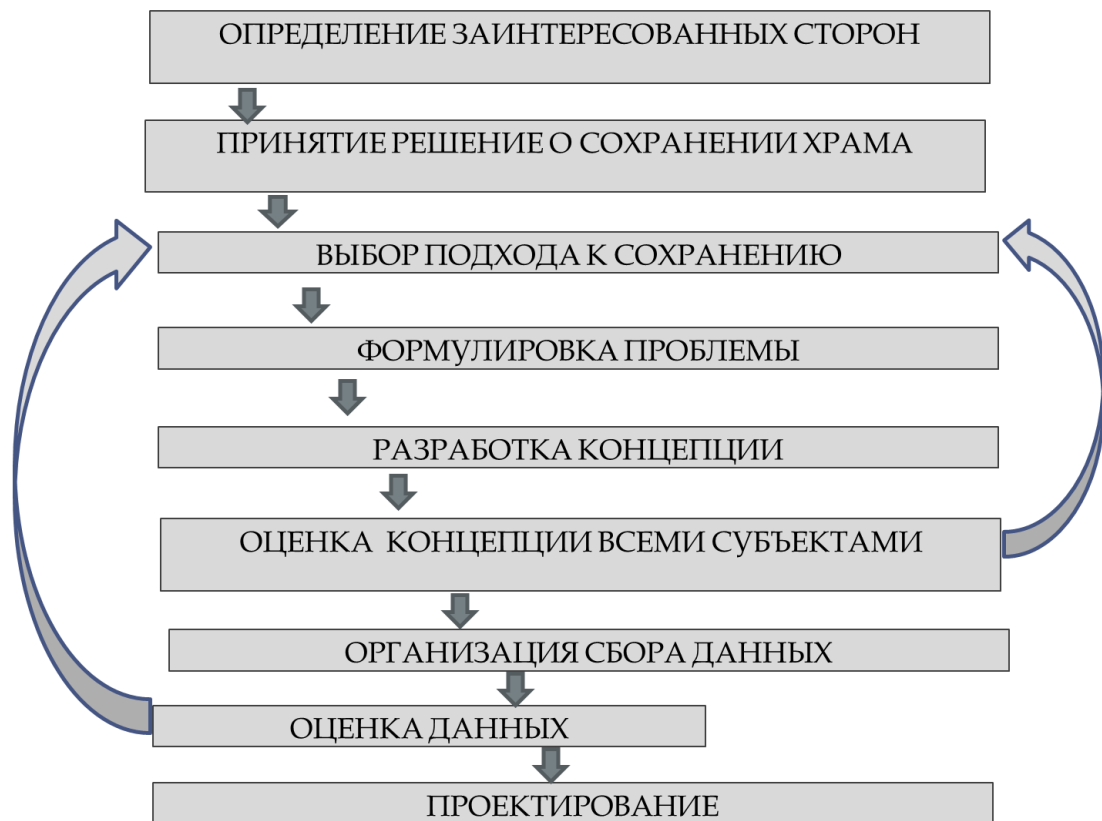 ОПРЕДЕЛЕНИЕ ЗАИНТЕРЕСОВАННЫХ СТОРОН
ПРИНЯТИЕ РЕШЕНИЕ О СОХРАНЕНИИ ХРАМА
ВЫБОР ПОДХОДА К СОХРАНЕНИЮ
ФОРМУЛИРОВКА ПРОБЛЕМЫ
РАЗРАБОТКА КОНЦЕПЦИИ
ОЦЕНКА КОНЦЕПЦИИ ВСЕМИ СУБЪЕКТАМИ
ОРГАНИЗАЦИЯ СБОРА ДАННЫХ
ОЦЕНКА ДАННЫХ
ПРОЕКТИРОВАНИЕ